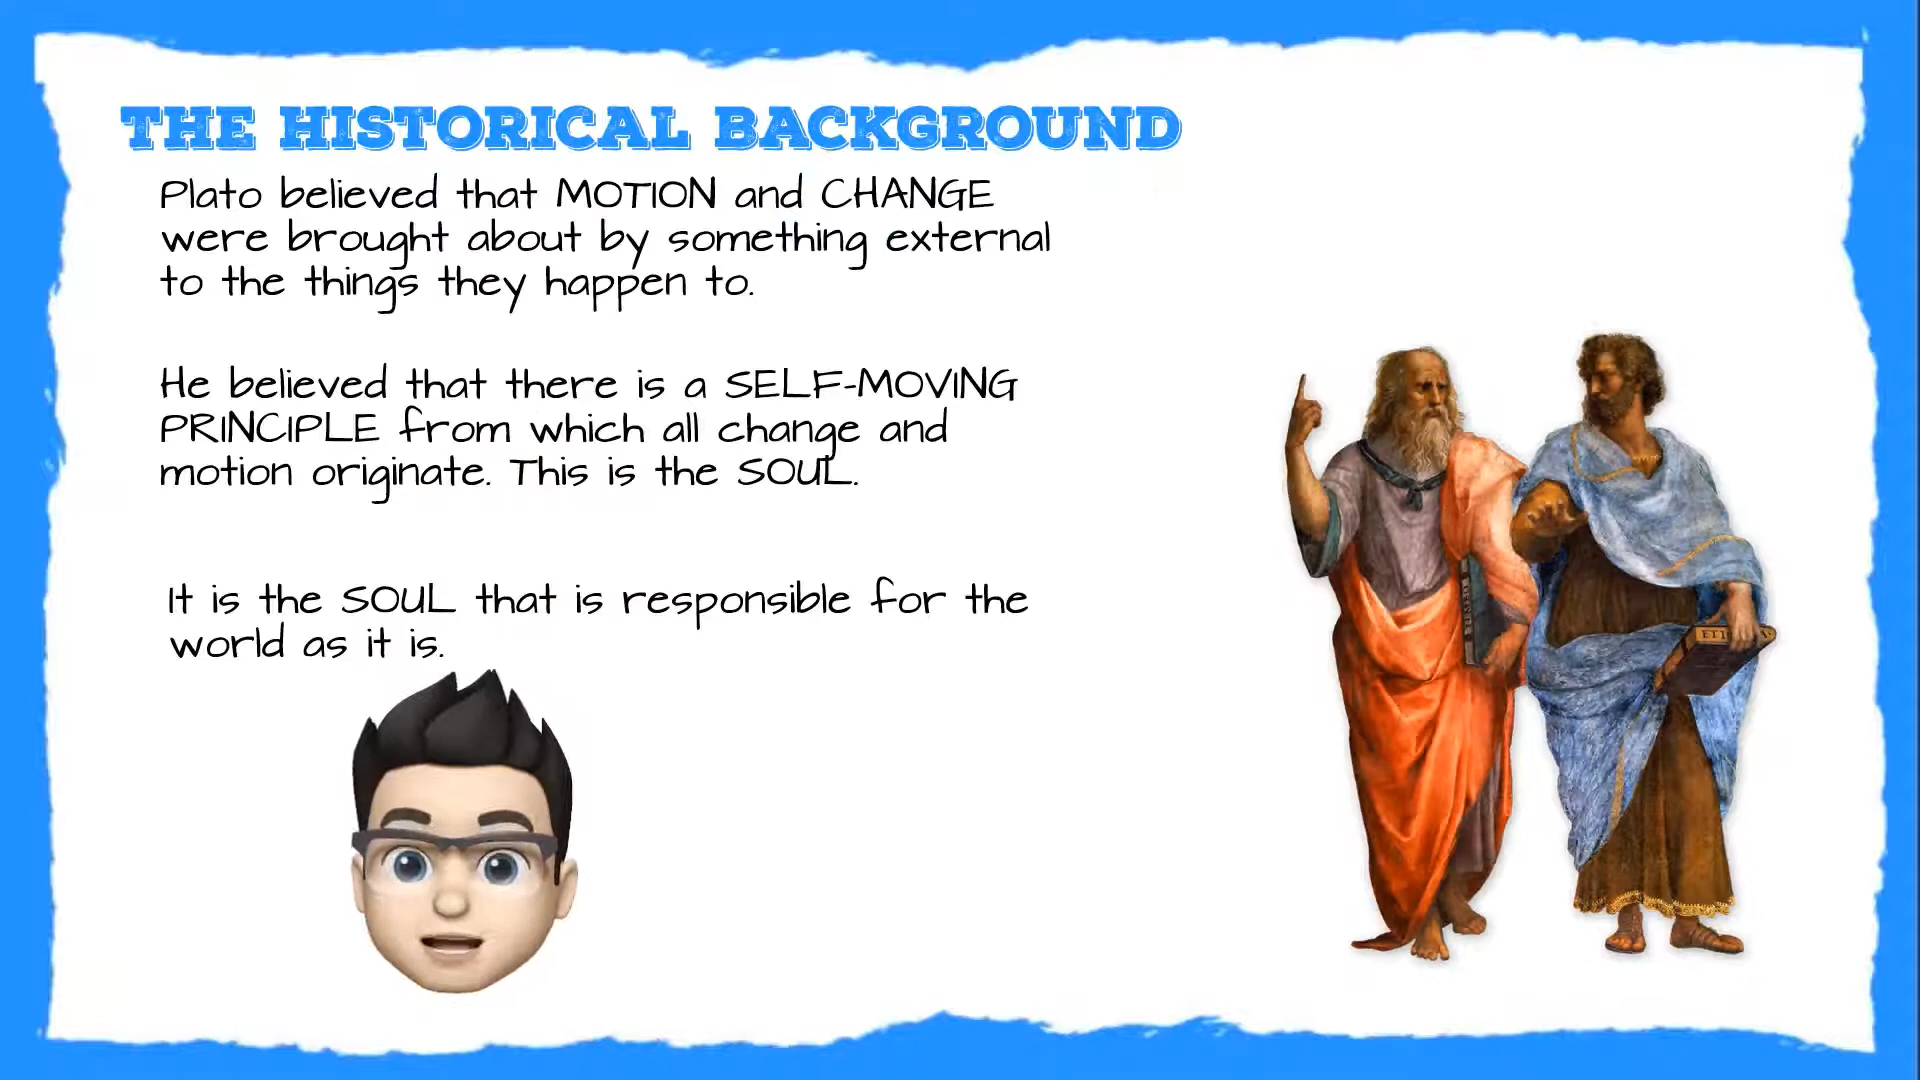 THE HISTORICAL BACKGROUND
Plato believed that MOTION and CHANGE
were brought about by something external
to the things they happen to.
He believed that there is a SELF-MOVING
PRINCIPLE from which all change and
motion originate. This is the SOUL.
It is the SOUL that is responsible for the
world as it is.